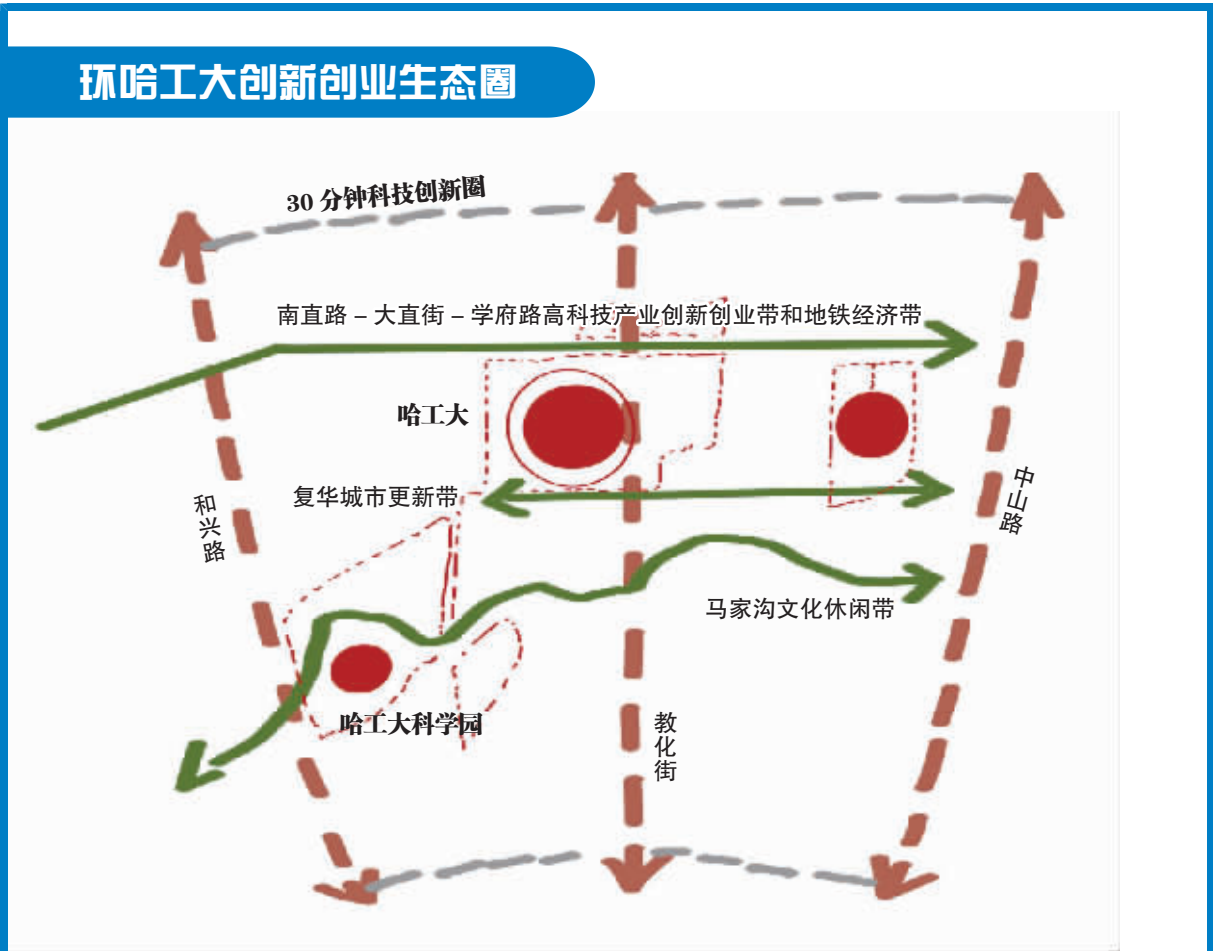 环哈工大创新创业生态圈
30 分钟科技创新圈
南直路 – 大直街 – 学府路高科技产业创新创业带和地铁经济带
哈工大
复华城市更新带
和兴路
中山路
马家沟文化休闲带
哈工大科学园
教化街